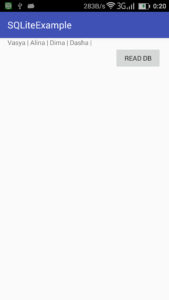 283B/s 3G 0:20
SQLiteExample
Vasya | Alina | Dima | Dasha |
READ DB